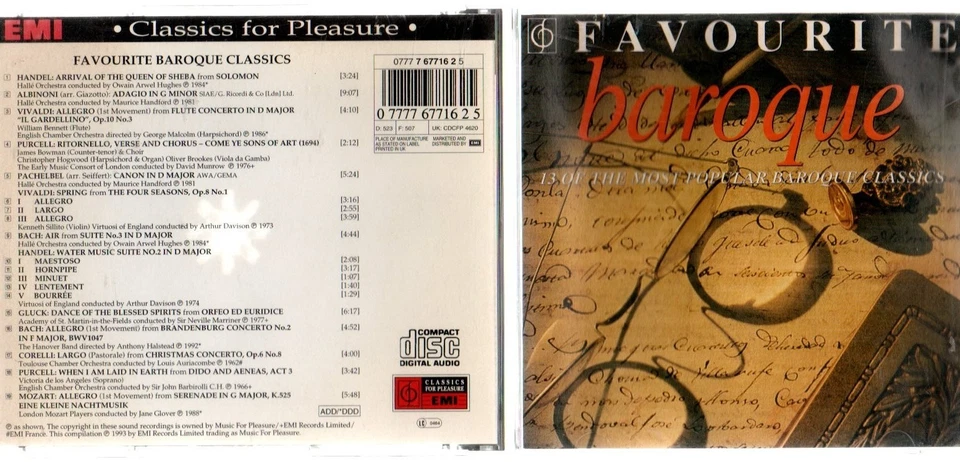 EMI • Classics for Pleasure •
FAVOURITE BAROQUE CLASSICS
1 HANDEL: ARRIVAL OF THE QUEEN OF SHEBA from SOLOMON [3:24]
Hallé Orchestra conducted by Owain Arwel Hughes ℗ 1984*
2 ALBINONI (arr. Giazotto): ADAGIO IN G MINOR SIAE/G. Ricordi & Co [Ldn] Ltd. [9:07]
Hallé Orchestra conducted by Maurice Handford ℗ 1981
3 VIVALDI: ALLEGRO (1st Movement) from FLUTE CONCERTO IN D MAJOR [4:10]
"IL GARDELLINO", Op.10 No.3
William Bennett (Flute)
English Chamber Orchestra directed by George Malcolm (Harpsichord) ℗ 1986*
4 PURCELL: RITORNELLO, VERSE AND CHORUS – COME YE SONS OF ART (1694) [2:12]
James Bowman (Counter-tenor) & Choir
Christopher Hogwood (Harpsichord & Organ) Oliver Brookes (Viola da Gamba)
The Early Music Consort of London conducted by David Munrow ℗ 1976+
5 PACHELBEL (arr. Seiffert): CANON IN D MAJOR AWA/GEMA [5:24]
Hallé Orchestra conducted by Maurice Handford ℗ 1981
VIVALDI: SPRING from THE FOUR SEASONS, Op.8 No.1
6 I ALLEGRO [3:16]
7 II LARGO [2:55]
8 III ALLEGRO [3:59]
Kenneth Sillito (Violin) Virtuosi of England conducted by Arthur Davison ℗ 1973
9 BACH: AIR from SUITE No.3 IN D MAJOR [4:44]
Hallé Orchestra conducted by Owain Arwel Hughes ℗ 1984*
HANDEL: WATER MUSIC SUITE NO.2 IN D MAJOR
10 I MAESTOSO [2:08]
11 II HORNPIPE [3:17]
12 III MINUET [1:07]
13 IV LENTEMENT [1:40]
14 V BOURRÉE [1:29]
Virtuosi of England conducted by Arthur Davison ℗ 1974
15 GLUCK: DANCE OF THE BLESSED SPIRITS from ORFEO ED EURIDICE [6:17]
Academy of St. Martin-in-the-Fields conducted by Sir Neville Marriner ℗ 1977+
16 BACH: ALLEGRO (1st Movement) from BRANDENBURG CONCERTO No.2 [4:52]
IN F MAJOR, BWV1047
The Hanover Band directed by Anthony Halstead ℗ 1992*
17 CORELLI: LARGO (Pastorale) from CHRISTMAS CONCERTO, Op.6 No.8 [4:00]
Toulouse Chamber Orchestra conducted by Louis Auriacombe ℗ 1962#
18 PURCELL: WHEN I AM LAID IN EARTH from DIDO AND AENEAS, ACT 3 [3:42]
Victoria de los Angeles (Soprano)
English Chamber Orchestra conducted by Sir John Barbirolli C.H. ℗ 1966+
19 MOZART: ALLEGRO (1st Movement) from SERENADE IN G MAJOR, K.525 [5:48]
EINE KLEINE NACHTMUSIK
London Mozart Players conducted by Jane Glover ℗ 1988*
ADD/*DDD
℗ as shown. The copyright in these sound recordings is owned by Music For Pleasure/+EMI Records Limited/
#EMI France. This compilation ℗ 1993 by EMI Records Limited trading as Music For Pleasure.
0777 7 67716 2 5
0 77776 77162 5
D: 523 F: 507 UK: CDCFP 4620
PLACE OF MANUFACTURE
AS STATED ON LABEL
PRINTED IN UK
MARKETED AND
DISTRIBUTED BY EMI
COMPACT
disc
DIGITAL AUDIO
CLASSICS
FOR PLEASURE
EMI
FAVOURITE
baroque
13 OF THE MOST POPULAR BAROQUE CLASSICS